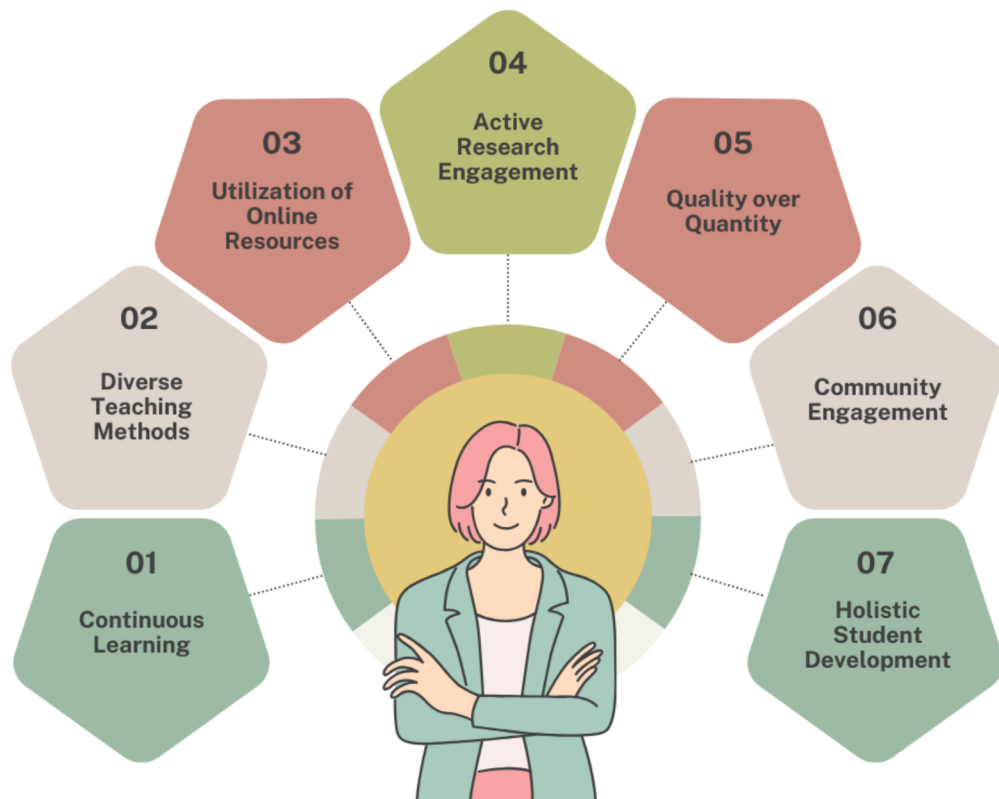 01
Continuous
Learning
02
Diverse
Teaching
Methods
03
Utilization of
Online
Resources
04
Active
Research
Engagement
05
Quality over
Quantity
06
Community
Engagement
07
Holistic
Student
Development